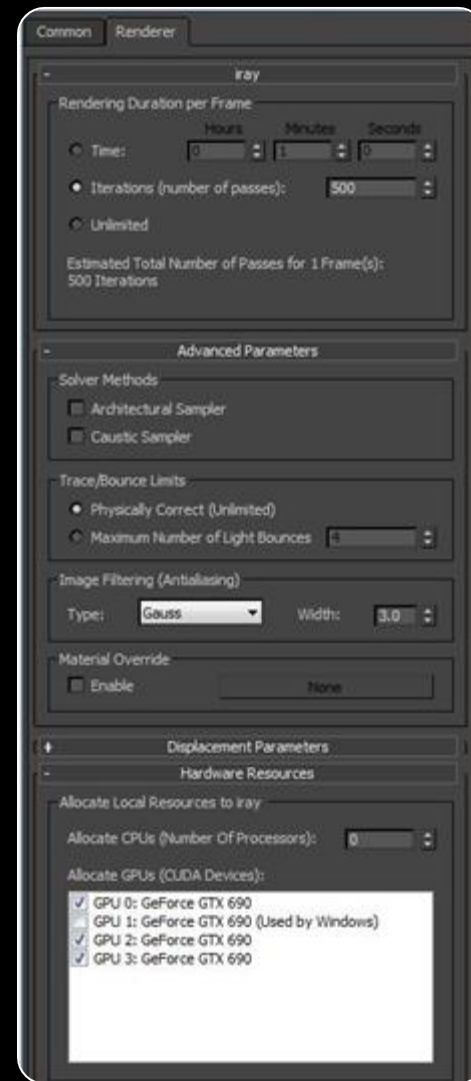 Common Renderer
- iray
Rendering Duration per Frame
Hours Minutes Seconds
Time: 0 1 0
Iterations (number of passes): 500
Unlimited
Estimated Total Number of Passes for 1 Frame(s):
500 Iterations
- Advanced Parameters
Solver Methods
Architectural Sampler
Caustic Sampler
Trace/Bounce Limits
Physically Correct (Unlimited)
Maximum Number of Light Bounces 4
Image Filtering (Antialiasing)
Type: Gauss Width: 3.0
Material Override
Enable None
+ Displacement Parameters
- Hardware Resources
Allocate Local Resources to iray
Allocate CPUs (Number Of Processors): 0
Allocate GPUs (CUDA Devices):
GPU 0: GeForce GTX 690
GPU 1: GeForce GTX 690 (Used by Windows)
GPU 2: GeForce GTX 690
GPU 3: GeForce GTX 690